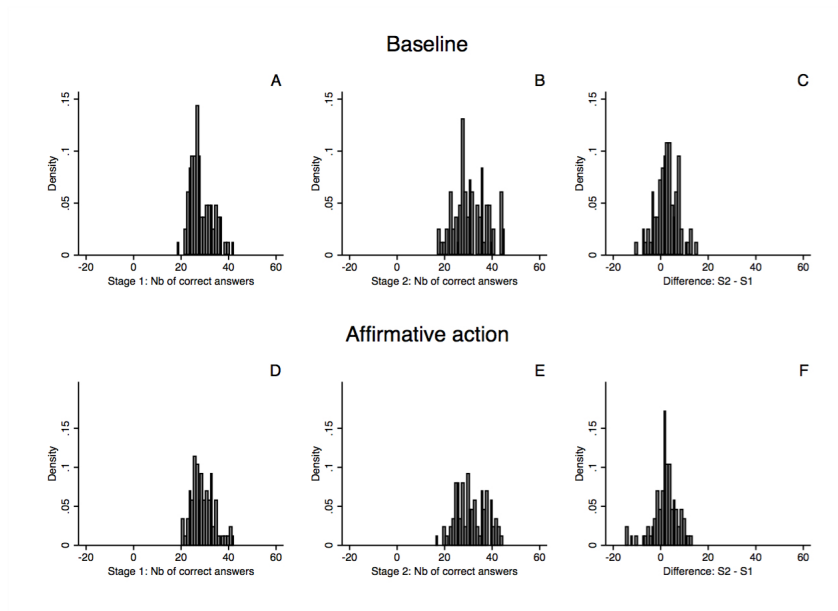 Baseline
A
B
C
Density
.15
.1
.05
0
-20 0 20 40 60
Stage 1: Nb of correct answers
Density
.15
.1
.05
0
-20 0 20 40 60
Stage 2: Nb of correct answers
Density
.15
.1
.05
0
-20 0 20 40 60
Difference: S2 - S1
Affirmative action
D
E
F
Density
.15
.1
.05
0
-20 0 20 40 60
Stage 1: Nb of correct answers
Density
.15
.1
.05
0
-20 0 20 40 60
Stage 2: Nb of correct answers
Density
.15
.1
.05
0
-20 0 20 40 60
Difference: S2 - S1